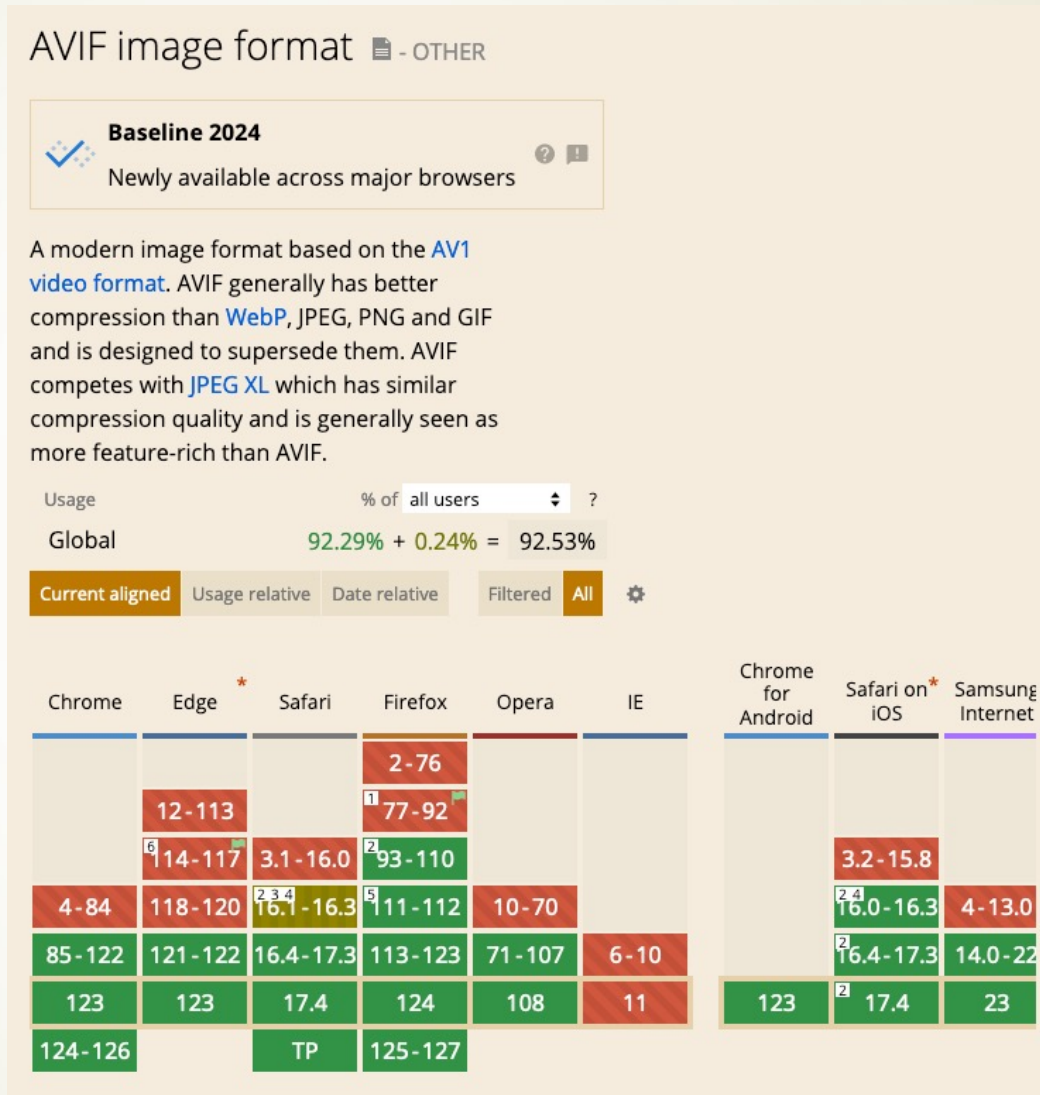 AVIF image format - OTHER
Baseline 2024
Newly available across major browsers
A modern image format based on the AV1
video format. AVIF generally has better
compression than WebP, JPEG, PNG and GIF
and is designed to supersede them. AVIF
competes with JPEG XL which has similar
compression quality and is generally seen as
more feature-rich than AVIF.
Usage % of all users ?
Global 92.29% + 0.24% = 92.53%
Current aligned Usage relative Date relative Filtered All
Chrome Edge * Safari Firefox Opera IE Chrome for Android Safari on iOS * Samsung Internet
2-76
12-113 1 77-92
6 114-117 3.1-16.0 2 93-110 3.2-15.8
4-84 118-120 2 3 4 16.1-16.3 5 111-112 10-70 2 4 16.0-16.3 4-13.0
85-122 121-122 16.4-17.3 113-123 71-107 6-10 2 16.4-17.3 14.0-22
123 123 17.4 124 108 11 123 2 17.4 23
124-126 TP 125-127